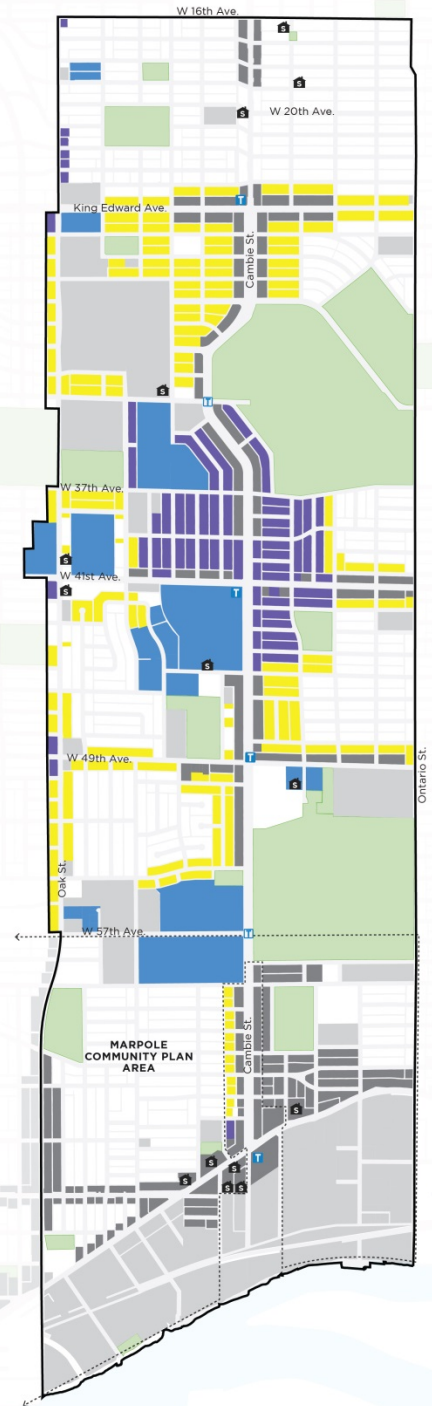 W 16th Ave.
S
S
S
W 20th Ave.
T
King Edward Ave.
Cambie St.
S
T
W 37th Ave.
S
W 41st Ave.
S
T
S
W 49th Ave.
T
S
Ontario St.
Oak St.
W 57th Ave.
T
Cambie St.
MARPOLE
COMMUNITY PLAN
AREA
S
T
S
S
S
S S